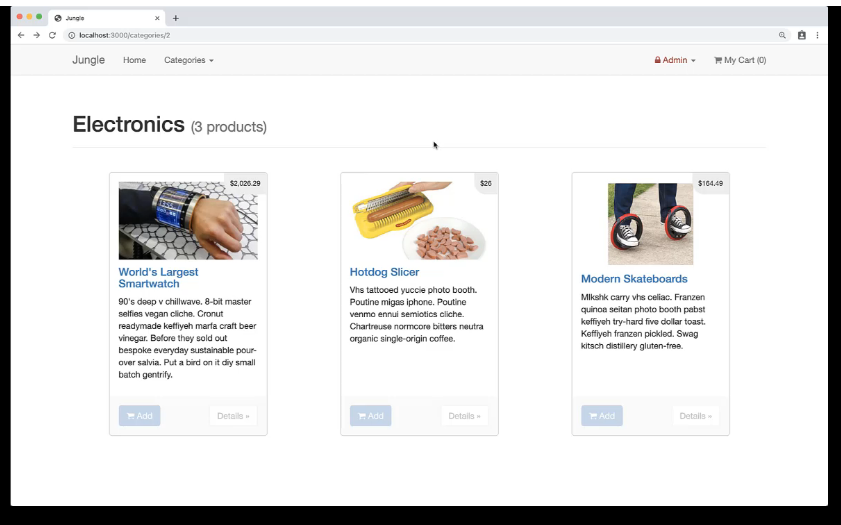 Jungle
localhost:3000/categories/2
Jungle
Home
Categories
Admin
My Cart (0)
Electronics (3 products)
$2,026.29
World's Largest
Smartwatch
90's deep v chillwave. 8-bit master
selfies vegan cliche. Cronut
readymade keffiyeh marfa craft beer
vinegar. Before they sold out
bespoke everyday sustainable pour-
over salvia. Put a bird on it diy small
batch gentrify.
Add
Details »
$26
Hotdog Slicer
Vhs tattooed yuccie photo booth.
Poutine migas iphone. Poutine
venmo ennui semiotics cliche.
Chartreuse normcore bitters neutra
organic single-origin coffee.
Add
Details »
$164.49
Modern Skateboards
Mlkshk carry vhs celiac. Franzen
quinoa seitan photo booth pabst
keffiyeh try-hard five dollar toast.
Keffiyeh franzen pickled. Swag
kitsch distillery gluten-free.
Add
Details »